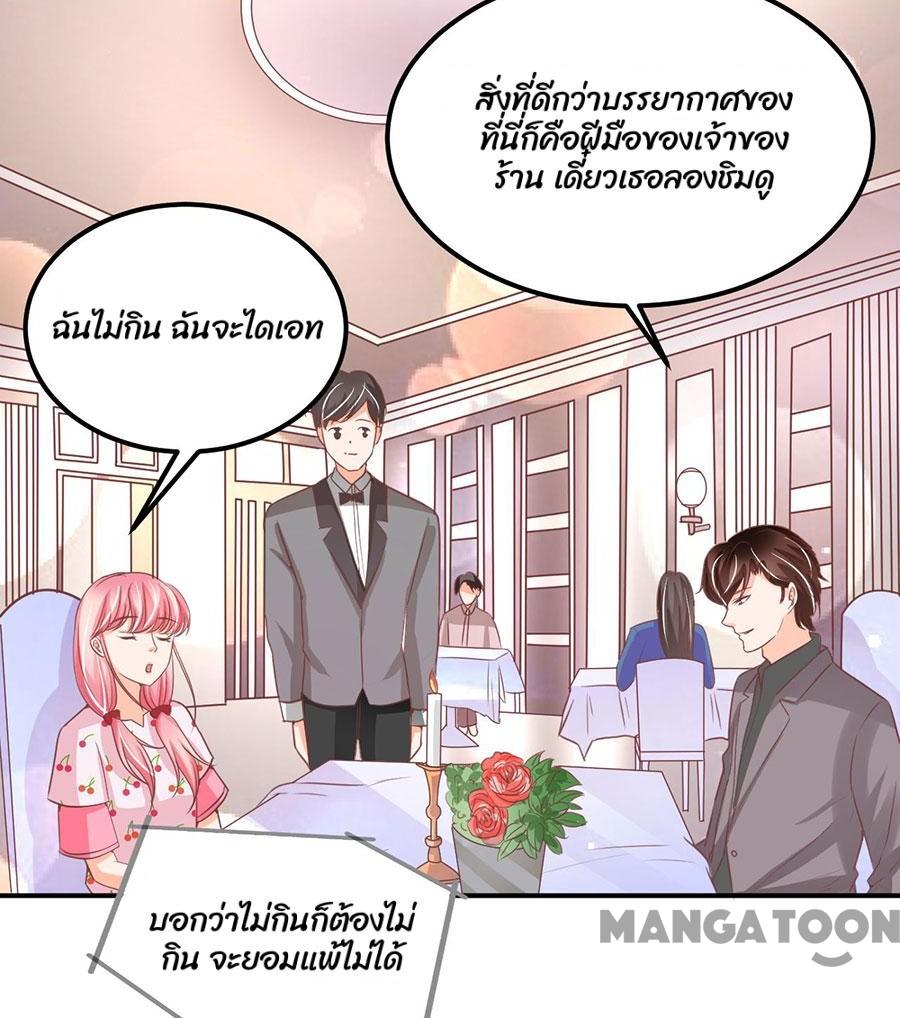 สิ่งที่ดีกว่าบรรยากาศของ
ที่นี่ก็คือฝีมือของเจ้าของ
ร้าน เดี๋ยวเธอลองชิมดู
ฉันไม่กิน ฉันจะไดเอท
บอกว่าไม่กินก็ต้องไม่
กิน จะยอมแพ้ไม่ได้
MANGATOON